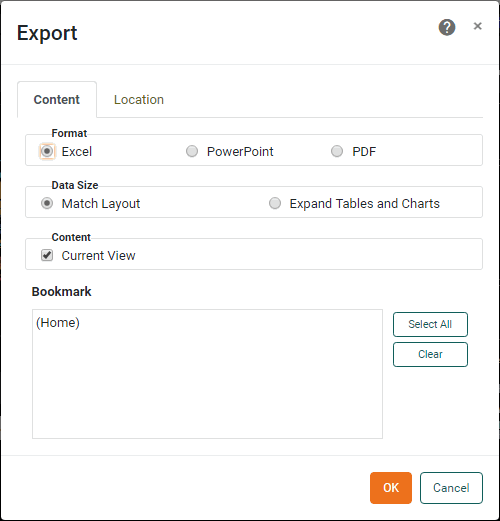 Export
? ×
Content Location
Format
Excel PowerPoint PDF
Data Size
Match Layout Expand Tables and Charts
Content
Current View
Bookmark
(Home)
Select All
Clear
OK Cancel